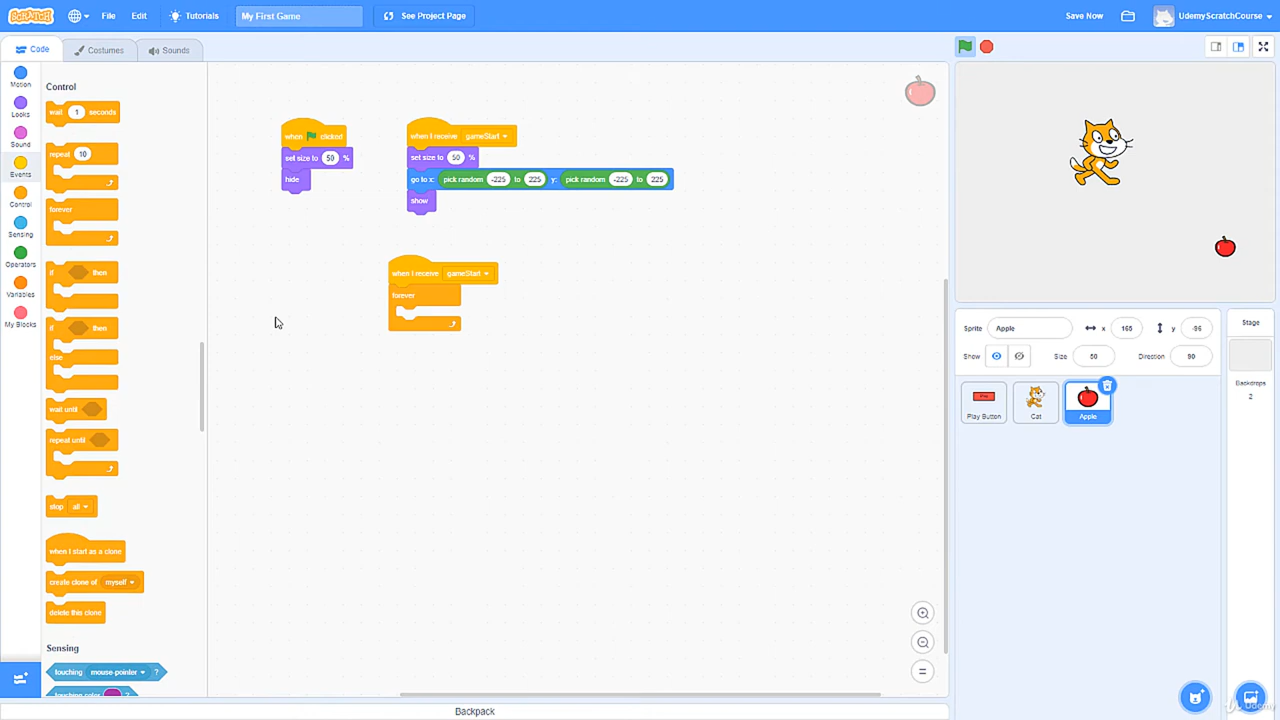 SCRATCH File Edit Tutorials My First Game See Project Page Save Now UdemyScratchCourse
Code Costumes Sounds
Motion
Looks
Sound
Events
Control
Sensing
Operators
Variables
My Blocks
Control
wait 1 seconds
repeat 10
forever
if then
if then
else
wait until
repeat until
stop all
when I start as a clone
create clone of myself
delete this clone
Sensing
touching mouse-pointer ?
touching color ?
when clicked
set size to 50 %
hide
when I receive gameStart
set size to 50 %
go to x: pick random -225 to 225 y: pick random -225 to 225
show
when I receive gameStart
forever
Sprite Apple x 165 y -96
Show Size 50 Direction 90
Play Button Cat Apple
Stage
Backdrops
2
Backpack
Udemy